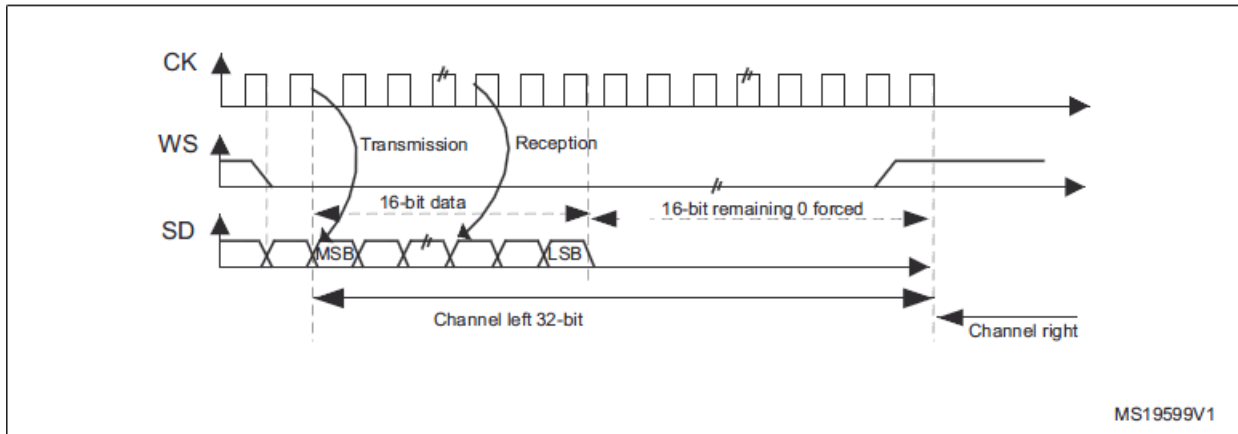 CK
Transmission
Reception
WS
16-bit data
16-bit remaining 0 forced
SD
MSB
LSB
Channel left 32-bit
Channel right
MS19599V1